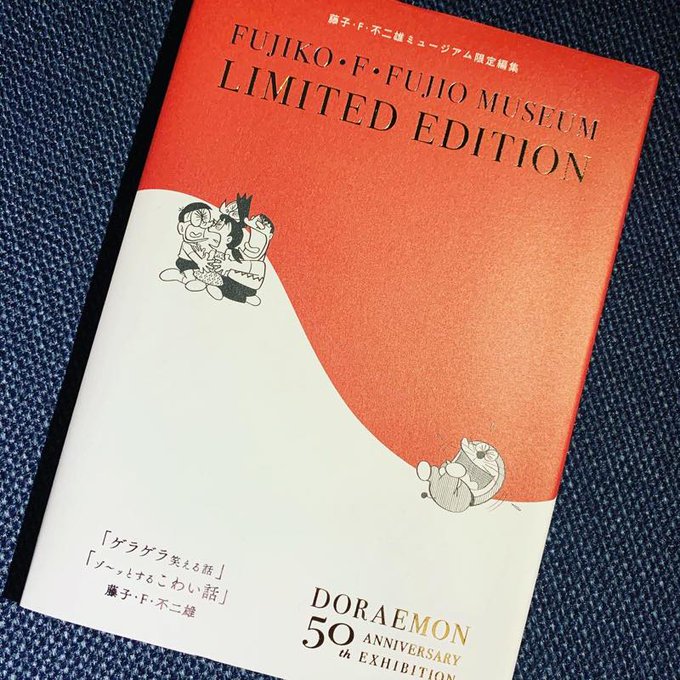 藤子・F・不二雄ミュージアム限定編集
FUJIKO・F・FUJIO MUSEUM
LIMITED EDITION
「ゲラゲラ笑える話」
「ゾ〜ッとするこわい話」
藤子・F・不二雄
DORAEMON
50th ANNIVERSARY
EXHIBITION